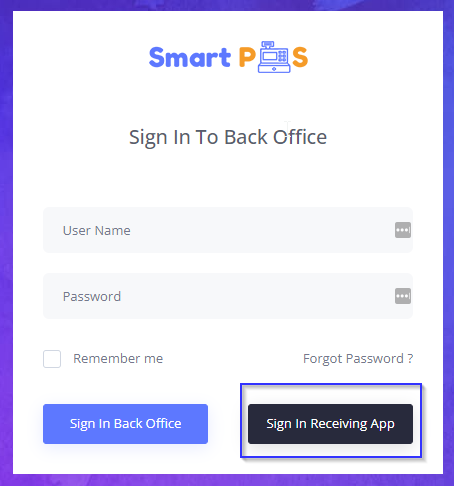 Smart POS
Sign In To Back Office
User Name
Password
Remember me Forgot Password ?
Sign In Back Office Sign In Receiving App